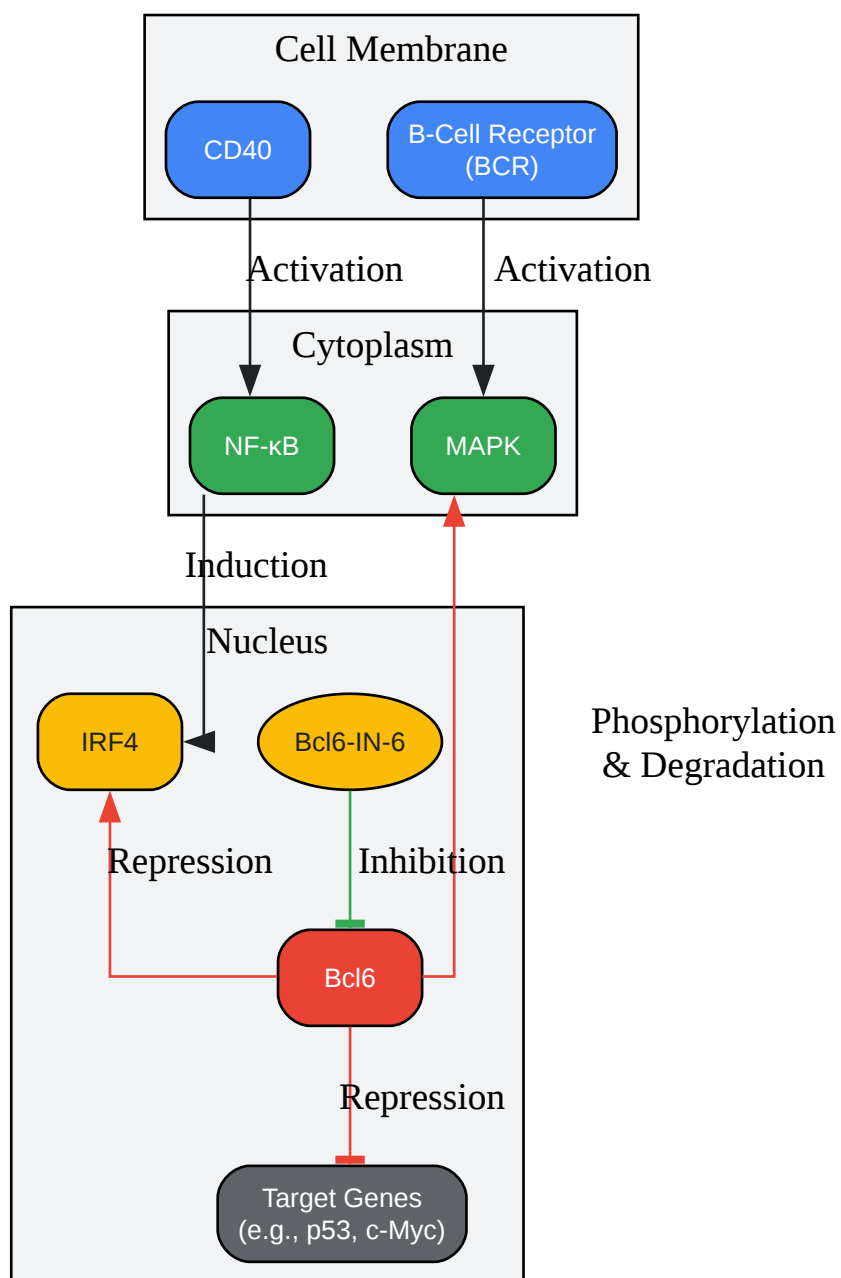 Cell Membrane
CD40
B-Cell Receptor
(BCR)
Activation
Activation
Cytoplasm
NF-κB
MAPK
Induction
Nucleus
IRF4
Bcl6-IN-6
Phosphorylation
& Degradation
Repression
Inhibition
Bcl6
Repression
Target Genes
(e.g., p53, c-Myc)